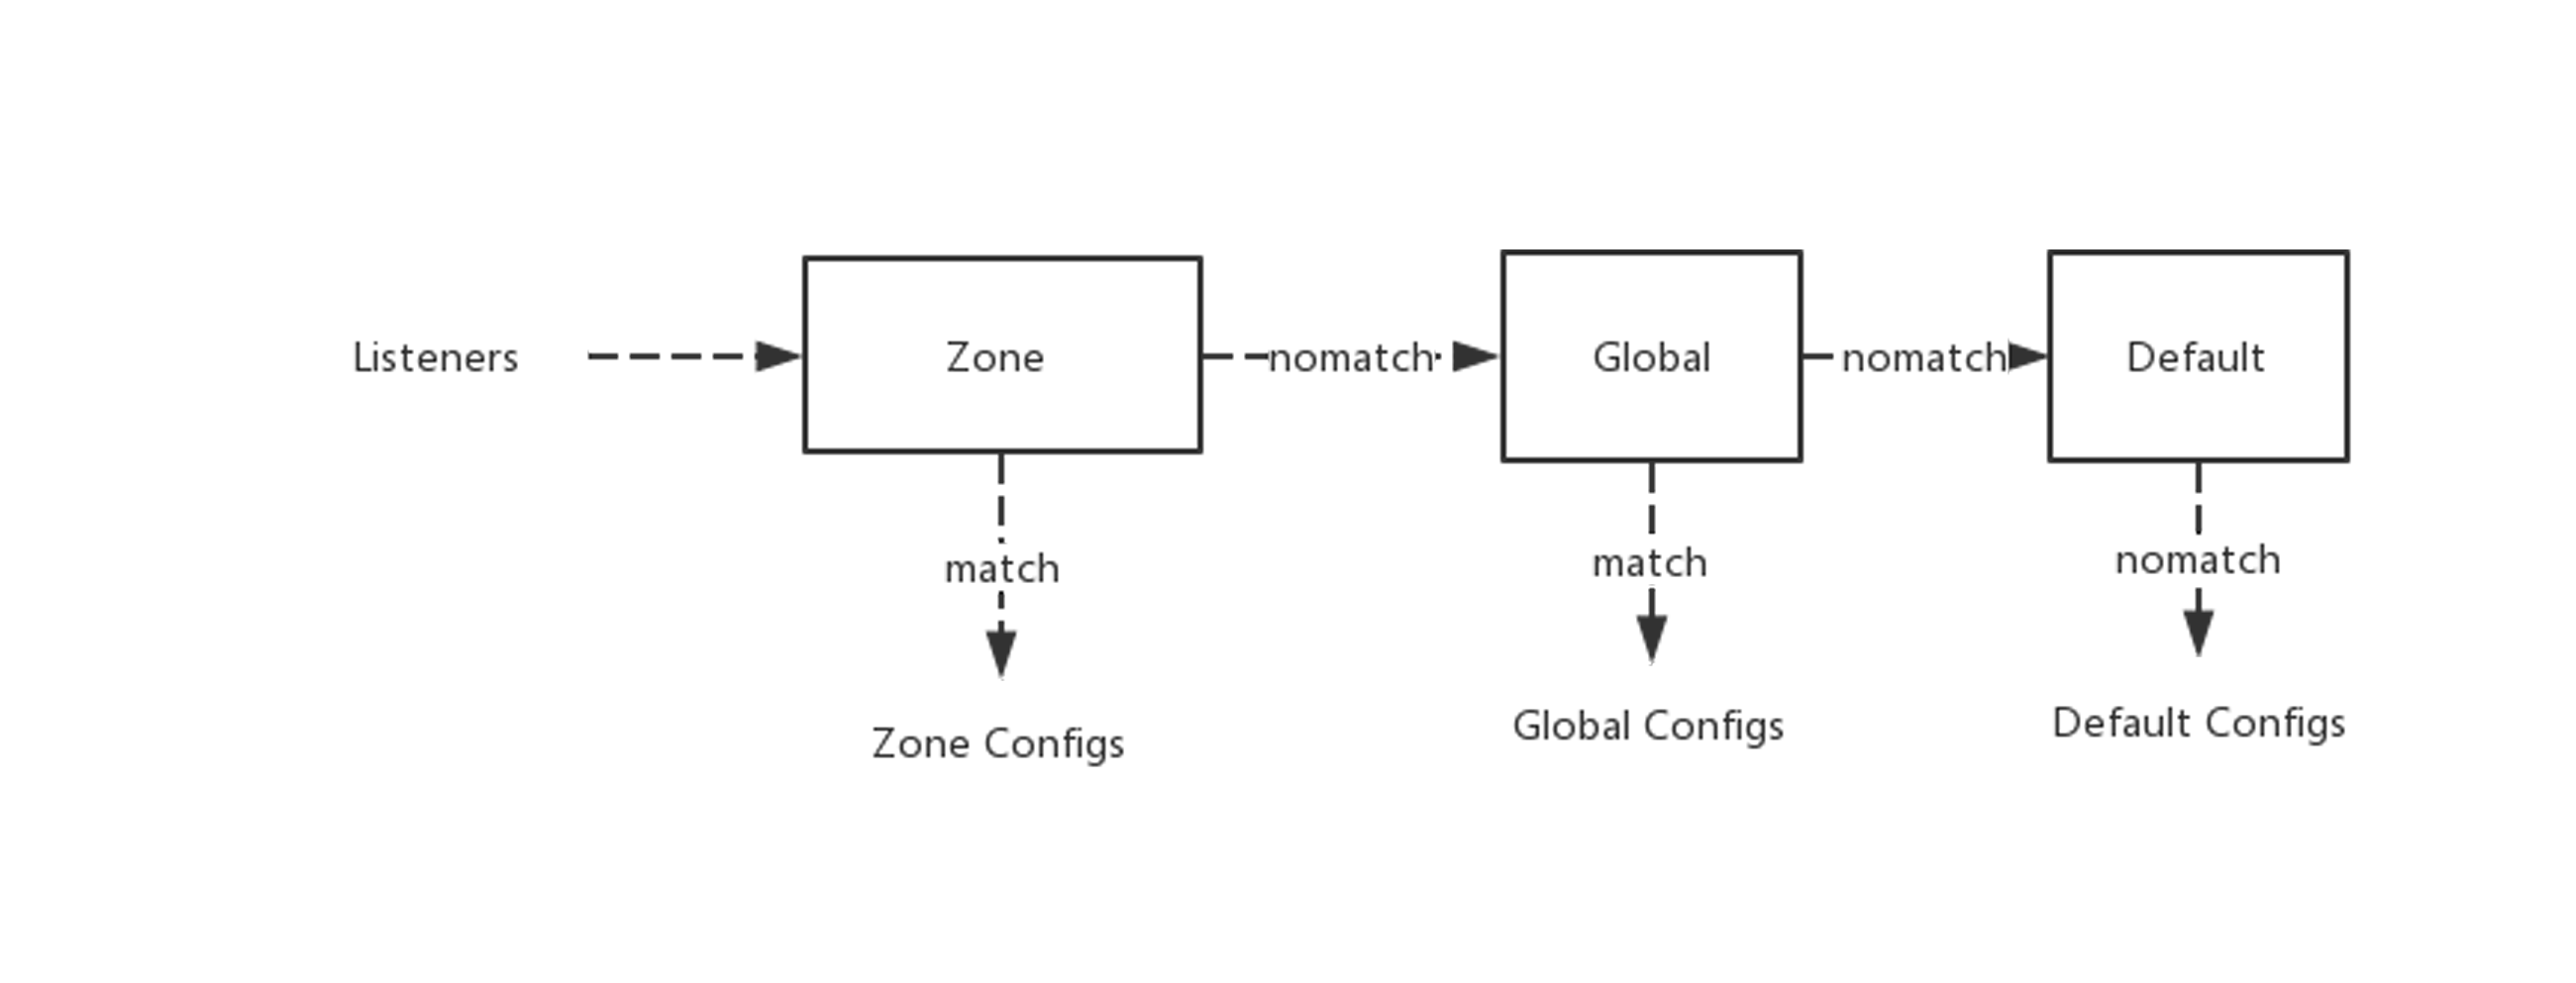 Listeners
Zone
nomatch
Global
nomatch
Default
match
match
nomatch
Zone Configs
Global Configs
Default Configs